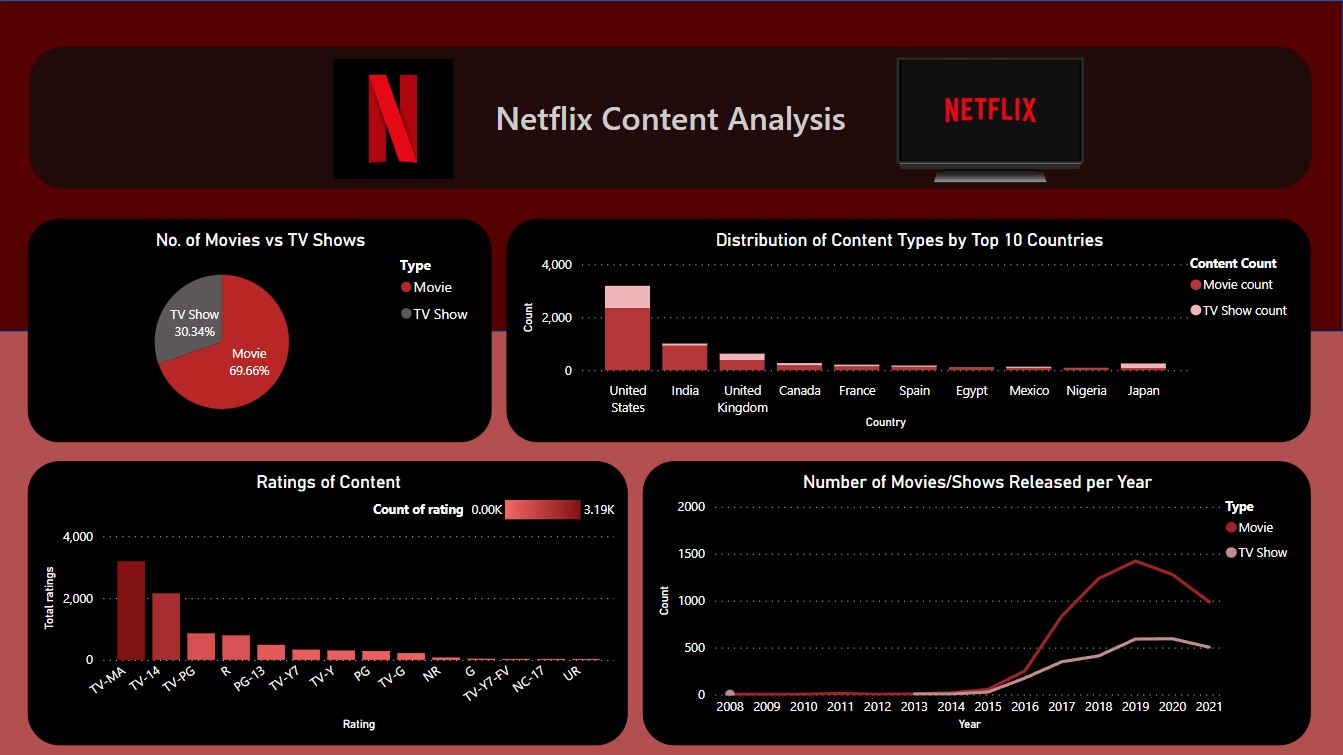 Netflix Content Analysis
NETFLIX
No. of Movies vs TV Shows
Type
Movie
TV Show
TV Show
30.34%
Movie
69.66%
Distribution of Content Types by Top 10 Countries
Content Count
Movie count
TV Show count
Count
4,000
2,000
0
United States
India
United Kingdom
Canada
France
Spain
Egypt
Mexico
Nigeria
Japan
Country
Ratings of Content
Count of rating 0.00K 3.19K
Total ratings
4,000
2,000
0
TV-MA
TV-14
TV-PG
R
PG-13
TV-Y7
TV-Y
PG
TV-G
NR
G
TV-Y7-FV
NC-17
UR
Rating
Number of Movies/Shows Released per Year
Type
Movie
TV Show
Count
2000
1500
1000
500
0
2008 2009 2010 2011 2012 2013 2014 2015 2016 2017 2018 2019 2020 2021
Year